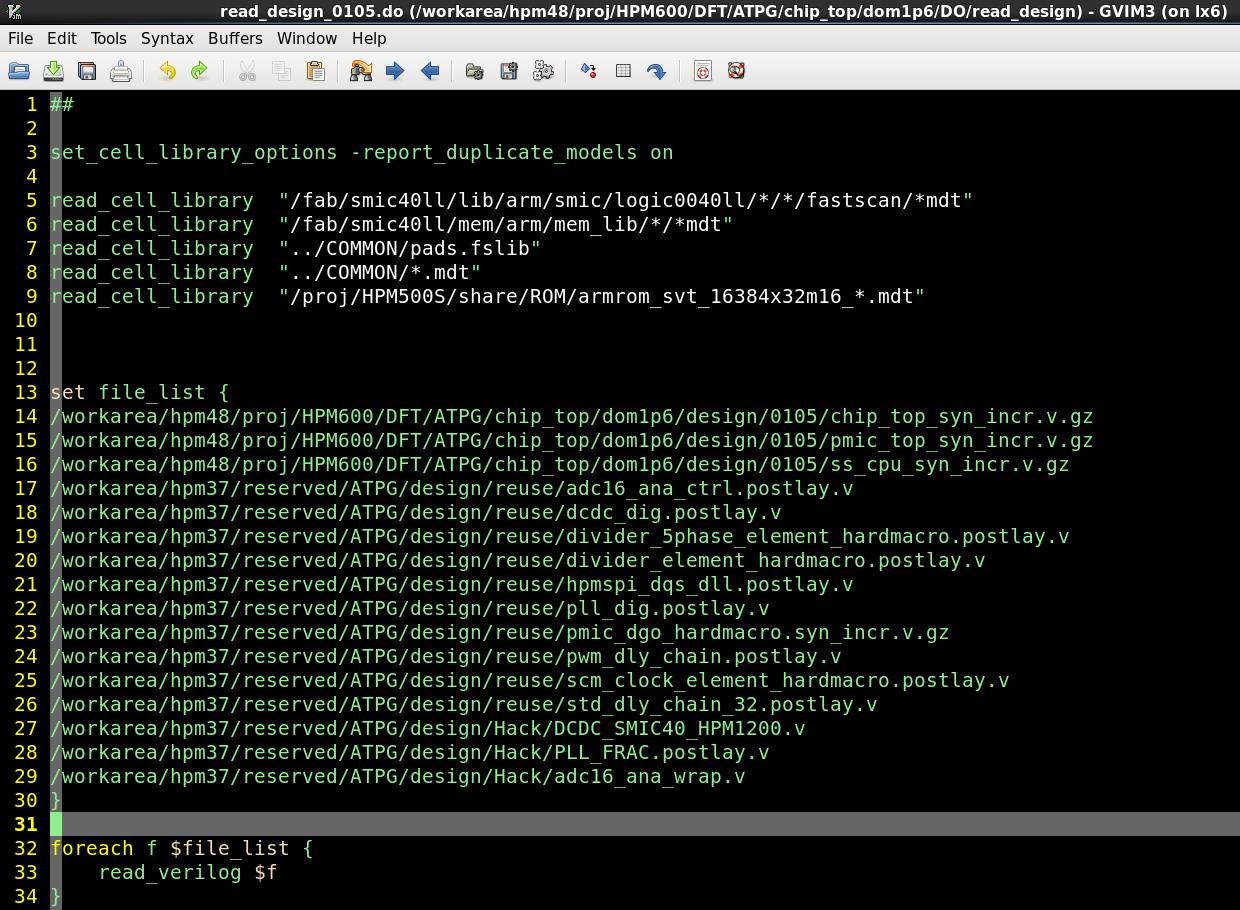 read_design_0105.do (/workarea/hpm48/proj/HPM600/DFT/ATPG/chip_top/dom1p6/DO/read_design) - GVIM3 (on lx6)
File Edit Tools Syntax Buffers Window Help
1 ##
2
3 set_cell_library_options -report_duplicate_models on
4
5 read_cell_library  "/fab/smic40ll/lib/arm/smic/logic0040ll/*/*/fastscan/*mdt"
6 read_cell_library  "/fab/smic40ll/mem/arm/mem_lib/*/*mdt"
7 read_cell_library  "../COMMON/pads.fslib"
8 read_cell_library  "../COMMON/*.mdt"
9 read_cell_library  "/proj/HPM500S/share/ROM/armrom_svt_16384x32m16_*.mdt"
10
11
12
13 set file_list {
14 /workarea/hpm48/proj/HPM600/DFT/ATPG/chip_top/dom1p6/design/0105/chip_top_syn_incr.v.gz
15 /workarea/hpm48/proj/HPM600/DFT/ATPG/chip_top/dom1p6/design/0105/pmic_top_syn_incr.v.gz
16 /workarea/hpm48/proj/HPM600/DFT/ATPG/chip_top/dom1p6/design/0105/ss_cpu_syn_incr.v.gz
17 /workarea/hpm37/reserved/ATPG/design/reuse/adc16_ana_ctrl.postlay.v
18 /workarea/hpm37/reserved/ATPG/design/reuse/dcdc_dig.postlay.v
19 /workarea/hpm37/reserved/ATPG/design/reuse/divider_5phase_element_hardmacro.postlay.v
20 /workarea/hpm37/reserved/ATPG/design/reuse/divider_element_hardmacro.postlay.v
21 /workarea/hpm37/reserved/ATPG/design/reuse/hpmspi_dqs_dll.postlay.v
22 /workarea/hpm37/reserved/ATPG/design/reuse/pll_dig.postlay.v
23 /workarea/hpm37/reserved/ATPG/design/reuse/pmic_dgo_hardmacro.syn_incr.v.gz
24 /workarea/hpm37/reserved/ATPG/design/reuse/pwm_dly_chain.postlay.v
25 /workarea/hpm37/reserved/ATPG/design/reuse/scm_clock_element_hardmacro.postlay.v
26 /workarea/hpm37/reserved/ATPG/design/reuse/std_dly_chain_32.postlay.v
27 /workarea/hpm37/reserved/ATPG/design/Hack/DCDC_SMIC40_HPM1200.v
28 /workarea/hpm37/reserved/ATPG/design/Hack/PLL_FRAC.postlay.v
29 /workarea/hpm37/reserved/ATPG/design/Hack/adc16_ana_wrap.v
30 }
31
32 foreach f $file_list {
33     read_verilog $f
34 }